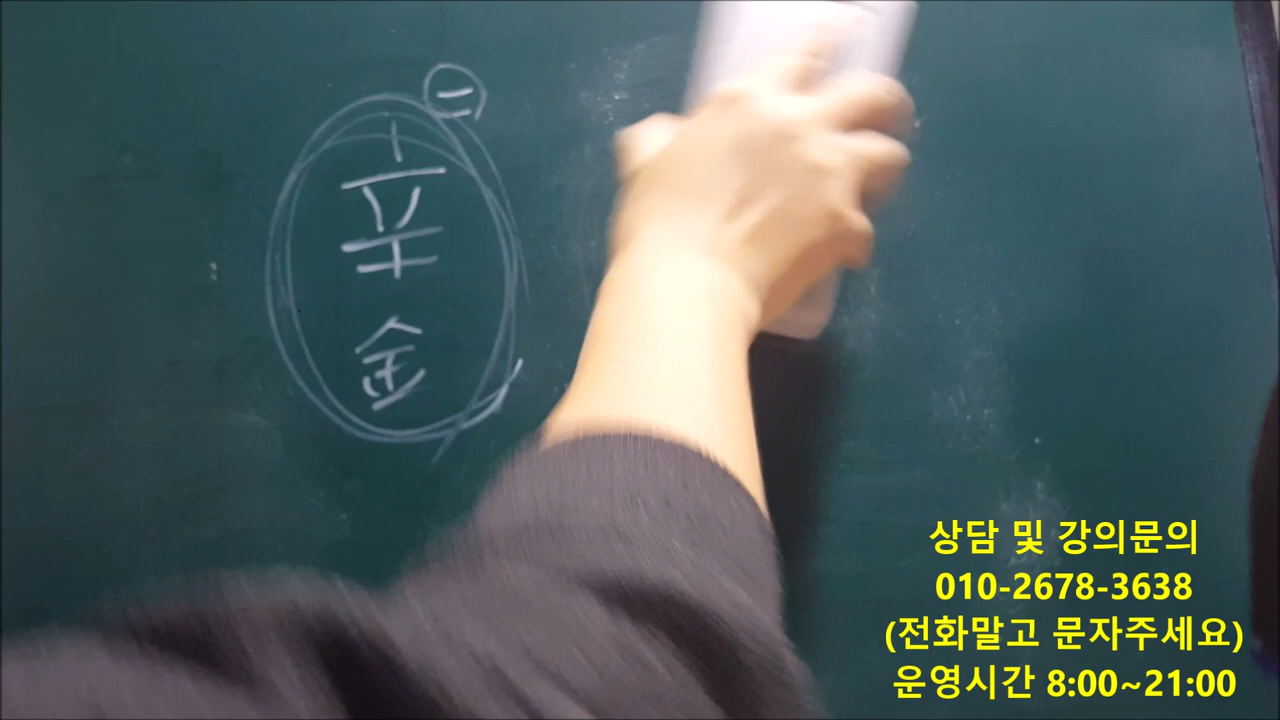 辛
金
상담 및 강의문의
010-2678-3638
(전화말고 문자주세요)
운영시간 8:00~21:00